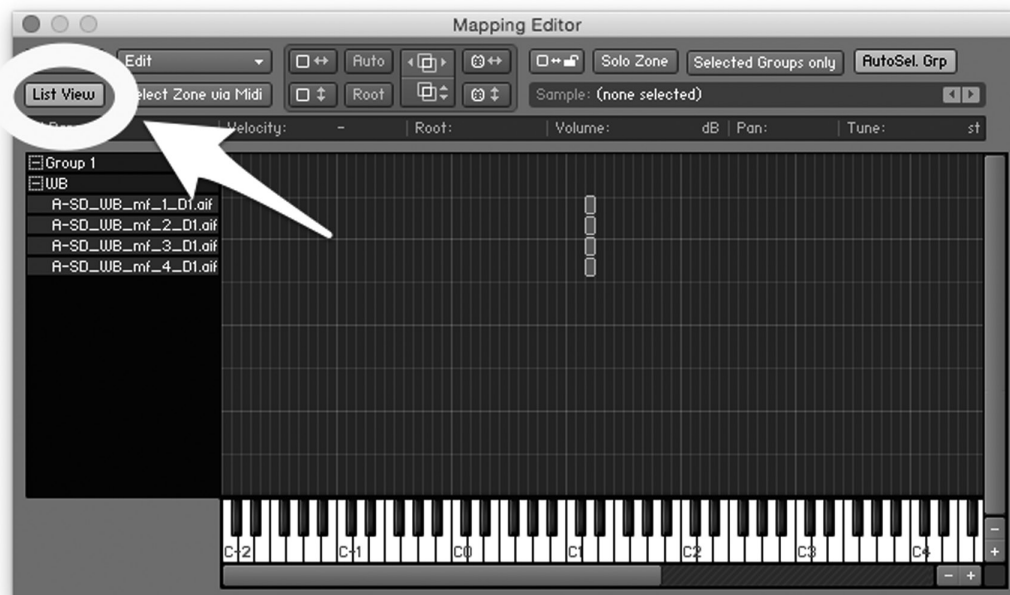 Mapping Editor
Edit Auto Solo Zone Selected Groups only AutoSel. Grp
List View elect Zone via Midi Root Sample: (none selected)
Velocity: - Root: Volume: dB Pan: Tune: st
Group 1
WB
A-SD_WB_mf_1_D1.aif
A-SD_WB_mf_2_D1.aif
A-SD_WB_mf_3_D1.aif
A-SD_WB_mf_4_D1.aif
C-2 C-1 C0 C1 C2 C3 C4